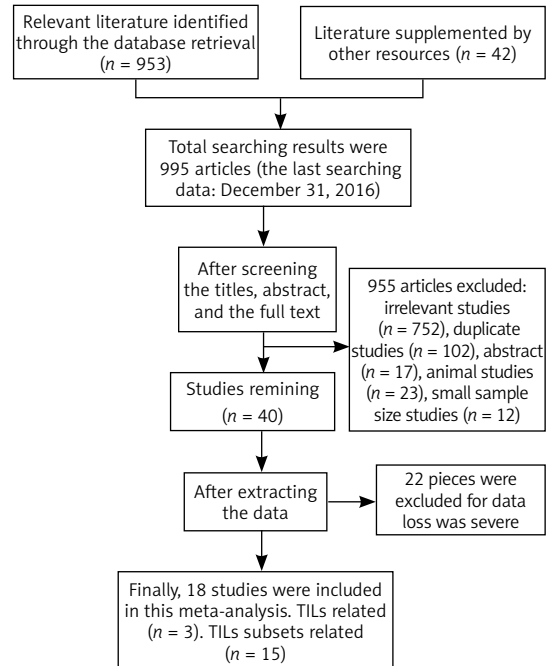 Relevant literature identified
through the database retrieval
(n = 953)
Literature supplemented by
other resources (n = 42)
Total searching results were
995 articles (the last searching
data: December 31, 2016)
After screening
the titles, abstract,
and the full text
955 articles excluded:
irrelevant studies
(n = 752), duplicate
studies (n = 102), abstract
(n = 17), animal studies
(n = 23), small sample
size studies (n = 12)
Studies remining
(n = 40)
After extracting
the data
22 pieces were
excluded for data
loss was severe
Finally, 18 studies were included
in this meta-analysis. TILs related
(n = 3). TILs subsets related
(n = 15)